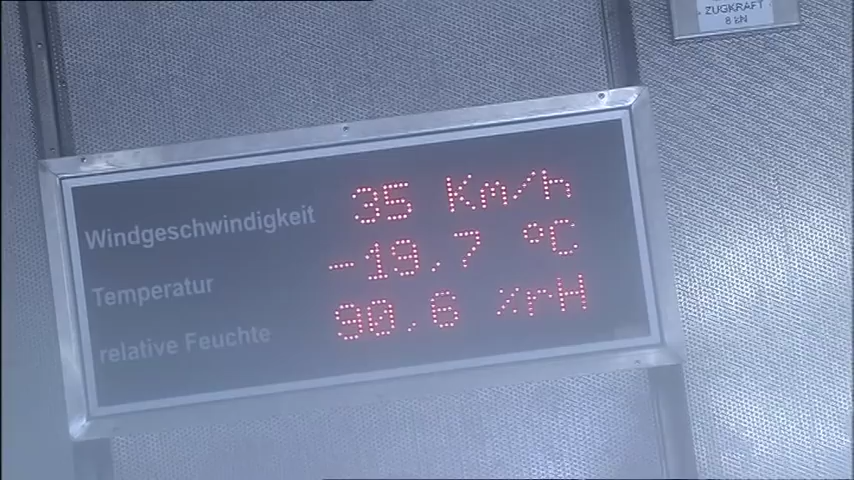 ZUGKRAFT
8 kN
Windgeschwindigkeit 35 Km/h
Temperatur -19.7 °C
relative Feuchte 90.6 %rH